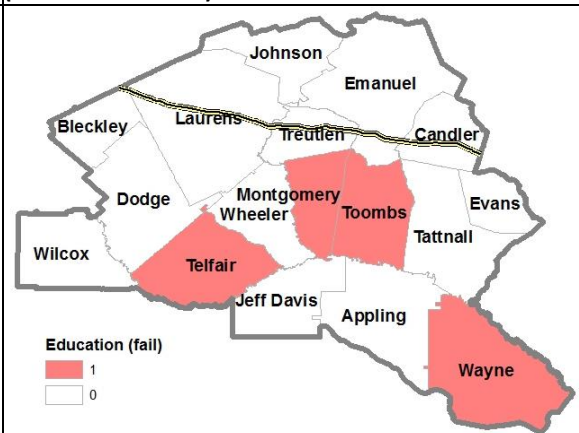 Johnson
Emanuel
Bleckley
Laurens
Treutlen
Candler
Dodge
Montgomery
Wheeler
Toombs
Evans
Tattnall
Wilcox
Telfair
Jeff Davis
Appling
Wayne
Education (fail)
1
0